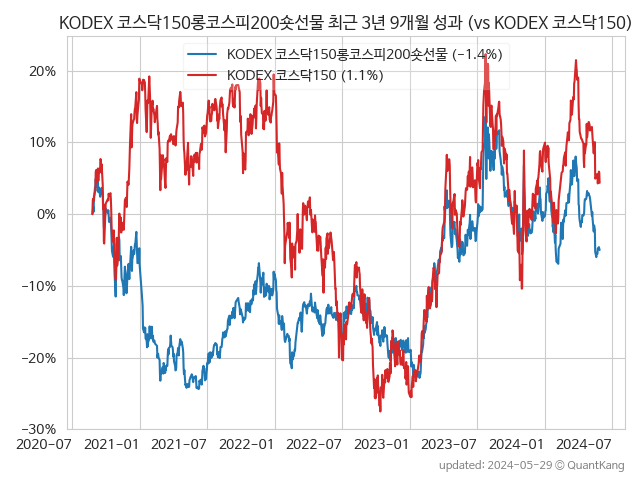 KODEX 코스닥150롱코스피200숏선물 최근 3년 9개월 성과 (vs KODEX 코스닥150)
KODEX 코스닥150롱코스피200숏선물 (−1.4%)
KODEX 코스닥150 (1.1%)
20%
10%
0%
−10%
−20%
−30%
2020-07 2021-01 2021-07 2022-01 2022-07 2023-01 2023-07 2024-01 2024-07
updated: 2024-05-29 © QuantKang